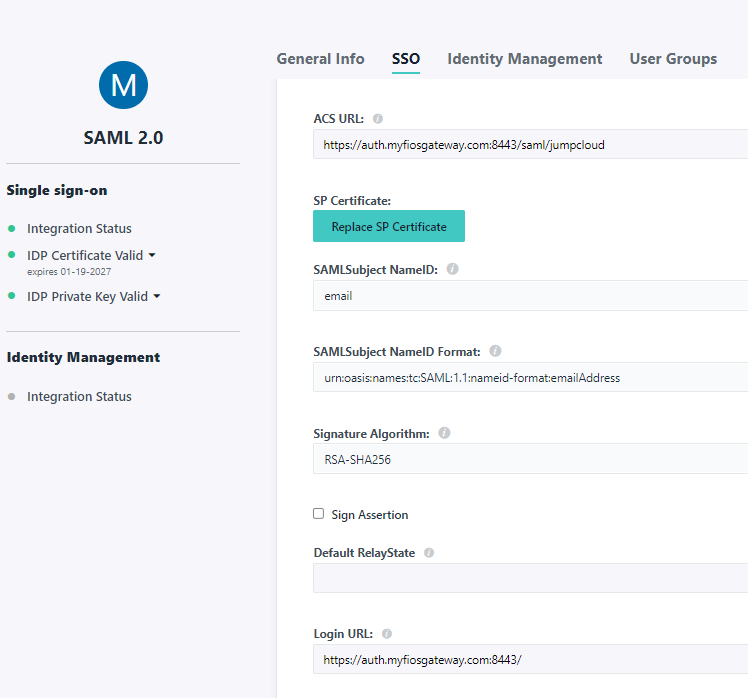 M
SAML 2.0
Single sign-on
Integration Status
IDP Certificate Valid
expires 01-19-2027
IDP Private Key Valid
Identity Management
Integration Status
General Info SSO Identity Management User Groups
ACS URL: i
https://auth.myfiosgateway.com:8443/saml/jumpcloud
SP Certificate:
Replace SP Certificate
SAMLSubject NameID: i
email
SAMLSubject NameID Format: i
urn:oasis:names:tc:SAML:1.1:nameid-format:emailAddress
Signature Algorithm: i
RSA-SHA256
Sign Assertion
Default RelayState i
Login URL: i
https://auth.myfiosgateway.com:8443/